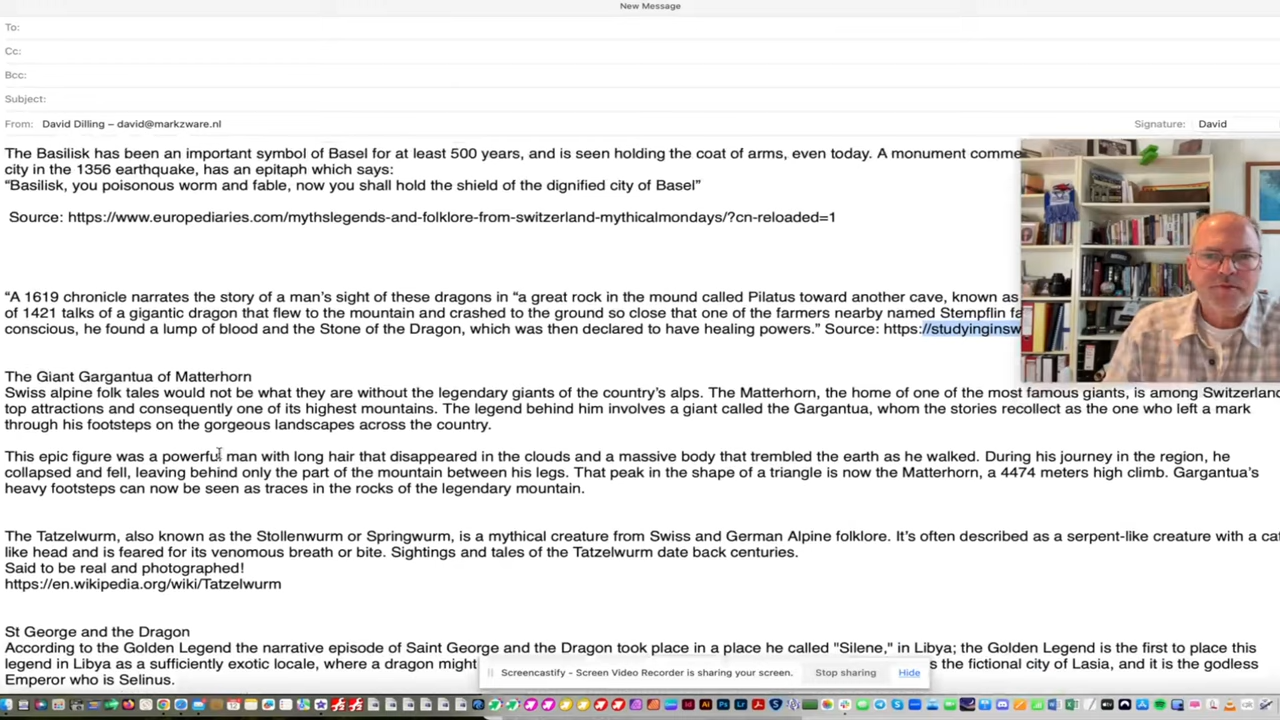 New Message
To:
Cc:
Bcc:
Subject:
From: David Dilling – david@markzware.nl
Signature: David
The Basilisk has been an important symbol of Basel for at least 500 years, and is seen holding the coat of arms, even today. A monument comme
city in the 1356 earthquake, has an epitaph which says:
“Basilisk, you poisonous worm and fable, now you shall hold the shield of the dignified city of Basel”
Source: https://www.europediaries.com/mythslegends-and-folklore-from-switzerland-mythicalmondays/?cn-reloaded=1
“A 1619 chronicle narrates the story of a man’s sight of these dragons in “a great rock in the mound called Pilatus toward another cave, known as
of 1421 talks of a gigantic dragon that flew to the mountain and crashed to the ground so close that one of the farmers nearby named Stempflin fa
conscious, he found a lump of blood and the Stone of the Dragon, which was then declared to have healing powers.” Source: https://studyinginsw
The Giant Gargantua of Matterhorn
Swiss alpine folk tales would not be what they are without the legendary giants of the country’s alps. The Matterhorn, the home of one of the most famous giants, is among Switzerland
top attractions and consequently one of its highest mountains. The legend behind him involves a giant called the Gargantua, whom the stories recollect as the one who left a mark
through his footsteps on the gorgeous landscapes across the country.
This epic figure was a powerful man with long hair that disappeared in the clouds and a massive body that trembled the earth as he walked. During his journey in the region, he
collapsed and fell, leaving behind only the part of the mountain between his legs. That peak in the shape of a triangle is now the Matterhorn, a 4474 meters high climb. Gargantua’s
heavy footsteps can now be seen as traces in the rocks of the legendary mountain.
The Tatzelwurm, also known as the Stollenwurm or Springwurm, is a mythical creature from Swiss and German Alpine folklore. It’s often described as a serpent-like creature with a cat
like head and is feared for its venomous breath or bite. Sightings and tales of the Tatzelwurm date back centuries.
Said to be real and photographed!
https://en.wikipedia.org/wiki/Tatzelwurm
St George and the Dragon
According to the Golden Legend the narrative episode of Saint George and the Dragon took place in a place he called "Silene," in Libya; the Golden Legend is the first to place this
legend in Libya as a sufficiently exotic locale, where a dragon might
s the fictional city of Lasia, and it is the godless
Emperor who is Selinus.
Screencastify - Screen Video Recorder is sharing your screen.
Stop sharing
Hide